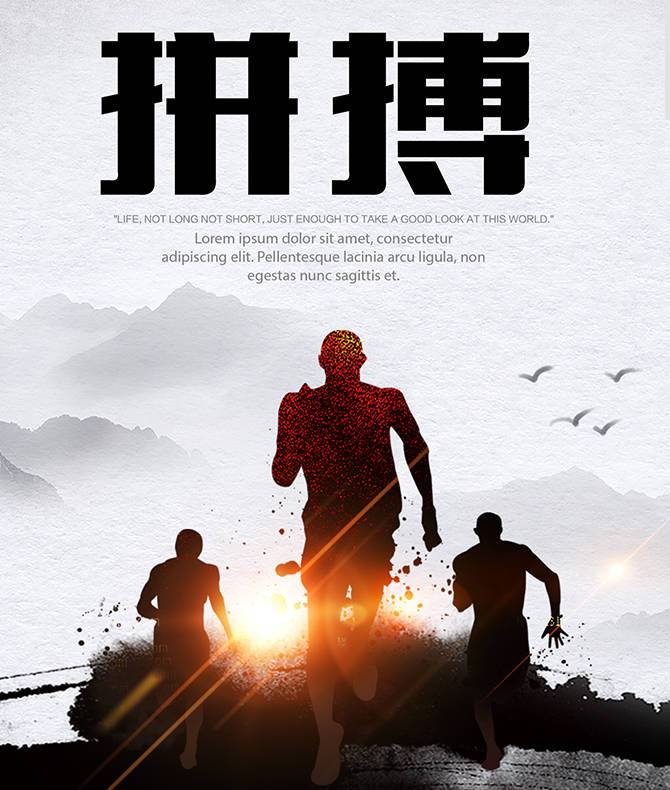 拼搏
"LIFE, NOT LONG NOT SHORT, JUST ENOUGH TO TAKE A GOOD LOOK AT THIS WORLD."
Lorem ipsum dolor sit amet, consectetur
adipiscing elit. Pellentesque lacinia arcu ligula, non
egestas nunc sagittis et.